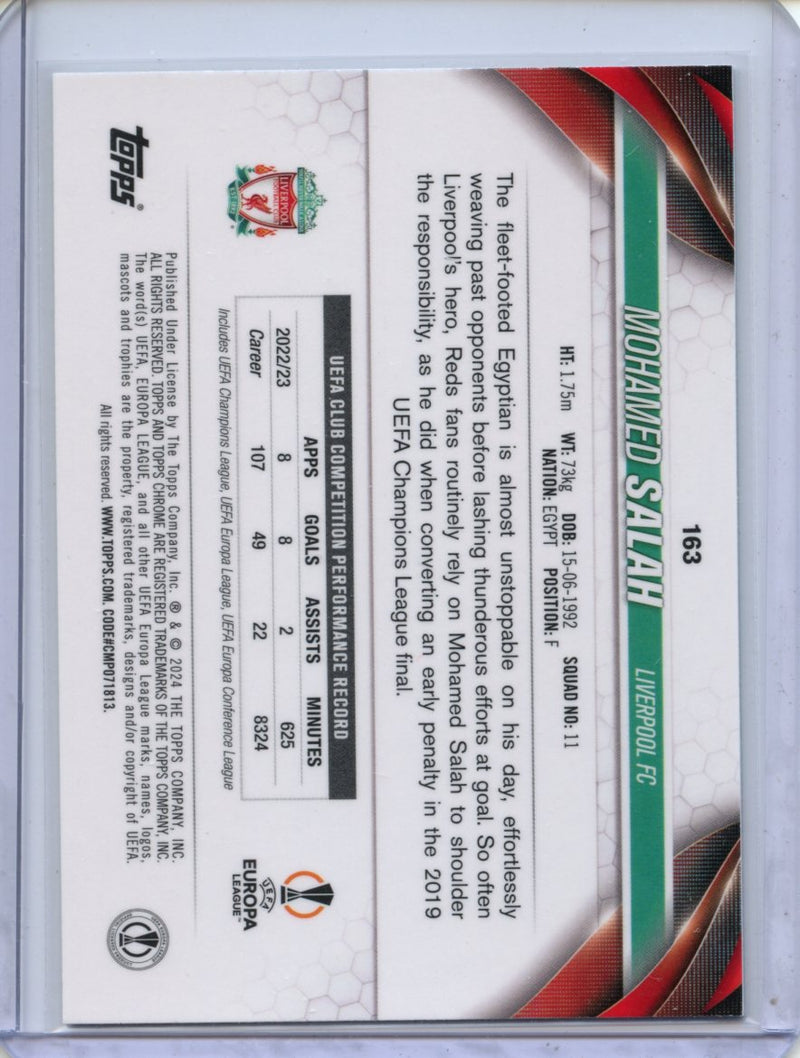 163
MOHAMED SALAH LIVERPOOL FC
HT: 1.75m WT: 73kg DOB: 15-06-1992 SQUAD NO: 11
NATION: EGYPT POSITION: F
The fleet-footed Egyptian is almost unstoppable on his day, effortlessly
weaving past opponents before lashing thunderous efforts at goal. So often
Liverpool's hero, Reds fans routinely rely on Mohamed Salah to shoulder
the responsibility, as he did when converting an early penalty in the 2019
UEFA Champions League final.
UEFA CLUB COMPETITION PERFORMANCE RECORD
APPS GOALS ASSISTS MINUTES
2022/23 8 8 2 625
Career 107 49 22 8324
Includes UEFA Champions League, UEFA Europa League, UEFA Europa Conference League
LIVERPOOL
FOOTBALL CLUB
UEFA
EUROPA
LEAGUE™
topps®
Published Under License by The Topps Company, Inc. ® & © 2024 THE TOPPS COMPANY, INC.
ALL RIGHTS RESERVED. TOPPS AND TOPPS CHROME ARE REGISTERED TRADEMARKS OF THE TOPPS COMPANY, INC.
The word(s) UEFA, EUROPA LEAGUE, and all other UEFA Europa League marks, names, logos,
mascots and trophies are the property, registered trademarks, designs and/or copyright of UEFA.
All rights reserved. WWW.TOPPS.COM. CODE#CMP071813.